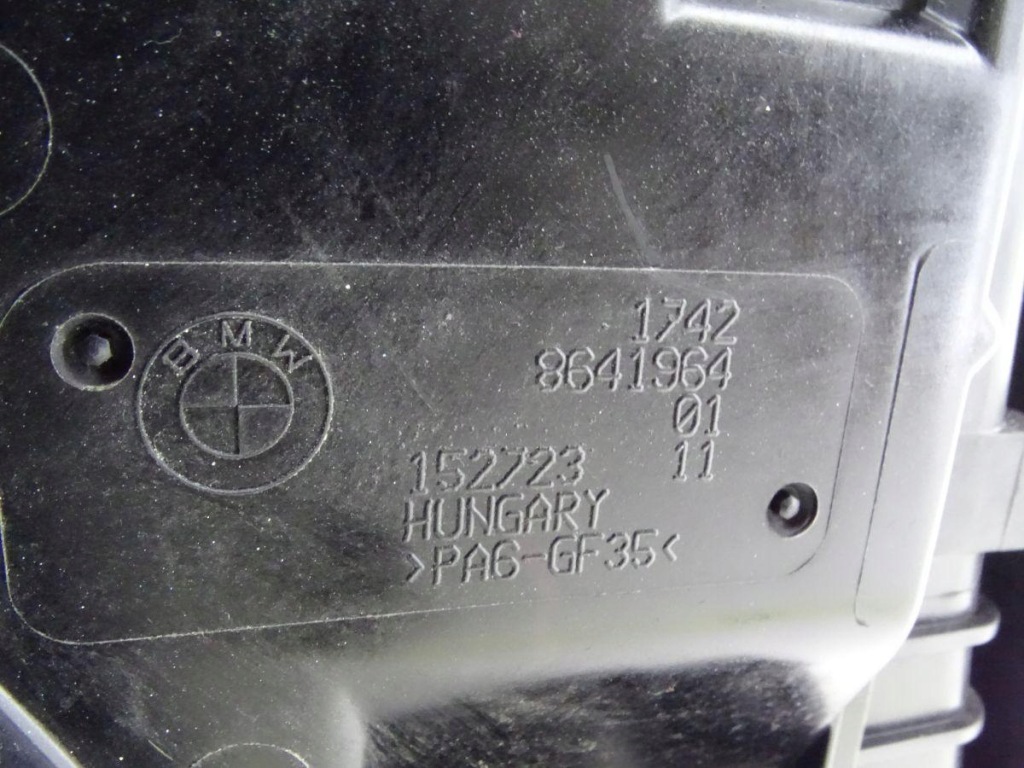 BMW
1742
8641964
01
11
152723
HUNGARY
>PA6-GF35<